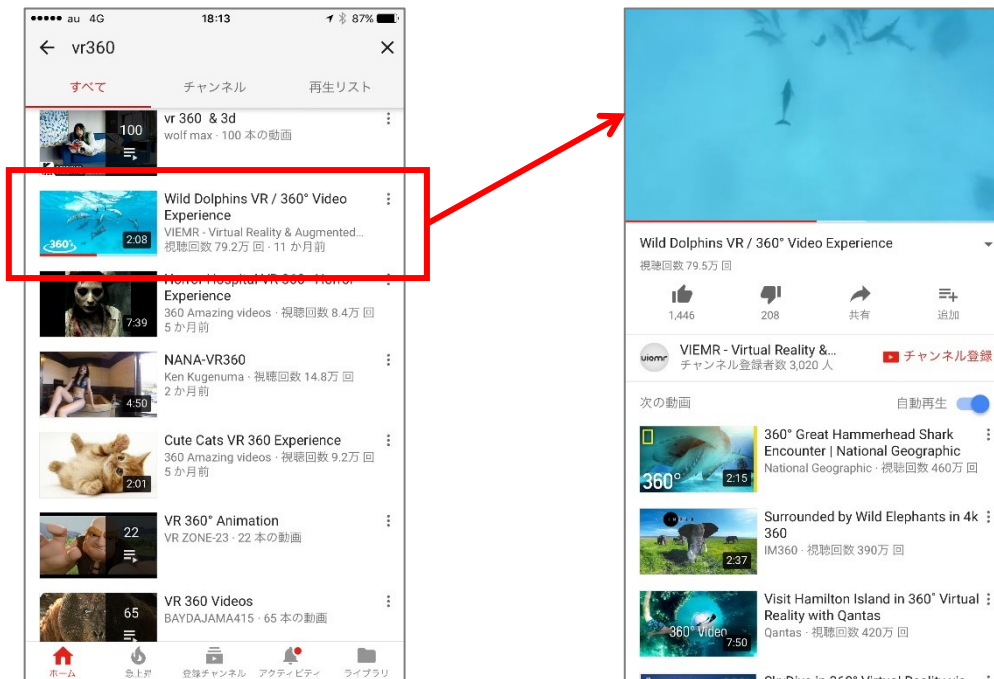 au 4G 18:13 87%
vr360
すべて チャンネル 再生リスト
vr 360 & 3d
wolf max · 100 本の動画
100
Wild Dolphins VR / 360° Video
Experience
VIEMR - Virtual Reality & Augmented...
視聴回数 79.2万 回 · 11 か月前
360°
2:08
Horror Hospital VR 360 - Horror
Experience
360 Amazing videos · 視聴回数 8.4万 回
5 か月前
7:39
NANA-VR360
Ken Kugenuma · 視聴回数 14.8万 回
2 か月前
4:50
Cute Cats VR 360 Experience
360 Amazing videos · 視聴回数 9.2万 回
5 か月前
2:01
VR 360° Animation
VR ZONE-23 · 22 本の動画
22
VR 360 Videos
BAYDAJAMA415 · 65 本の動画
65
ホーム 急上昇 登録チャンネル アクティビティ ライブラリ
Wild Dolphins VR / 360° Video Experience
視聴回数 79.5万 回
1,446 208 共有 追加
viemr
VIEMR - Virtual Reality &...
チャンネル登録者数 3,020 人
チャンネル登録
次の動画 自動再生
360° Great Hammerhead Shark
Encounter | National Geographic
National Geographic · 視聴回数 460万 回
360°
2:15
Surrounded by Wild Elephants in 4k
360
IM360 · 視聴回数 390万 回
2:37
Visit Hamilton Island in 360° Virtual
Reality with Qantas
Qantas · 視聴回数 420万 回
360° Video
7:50
SkyDive in 360° Virtual Reality via